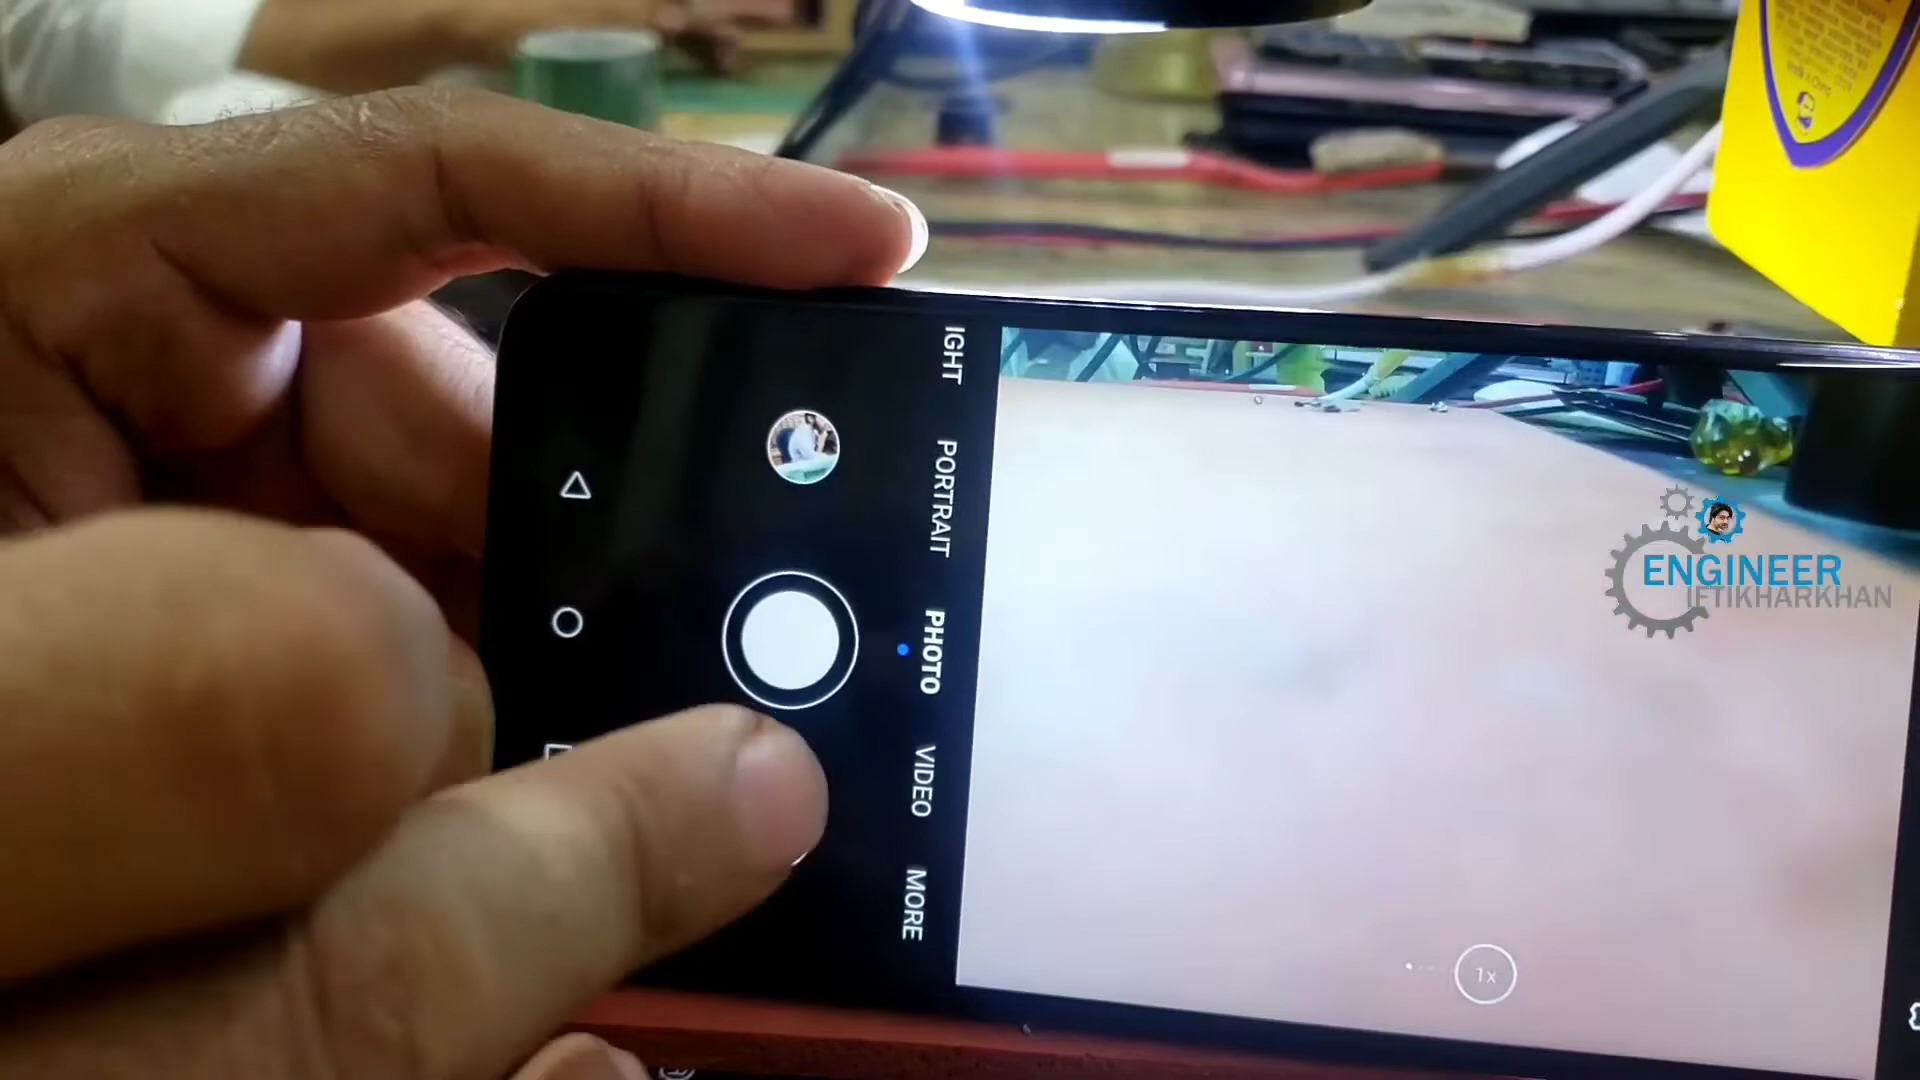 IGHT
PORTRAIT
PHOTO
VIDEO
MORE
1x
ENGINEER
IFTIKHARKHAN